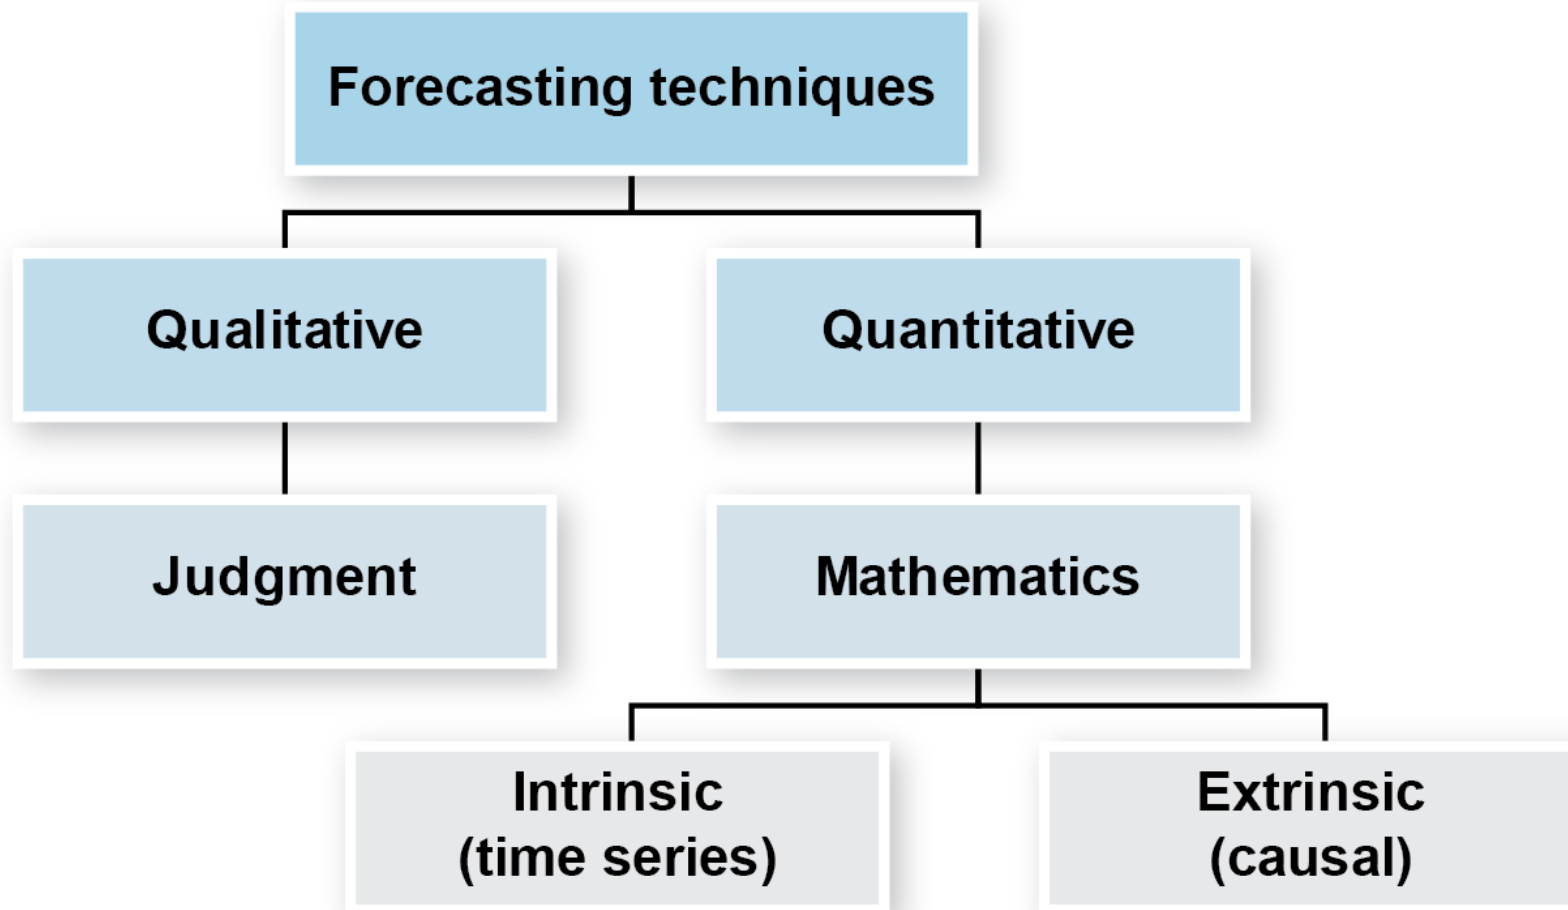 Forecasting techniques
Qualitative
Quantitative
Judgment
Mathematics
Intrinsic
(time series)
Extrinsic
(causal)